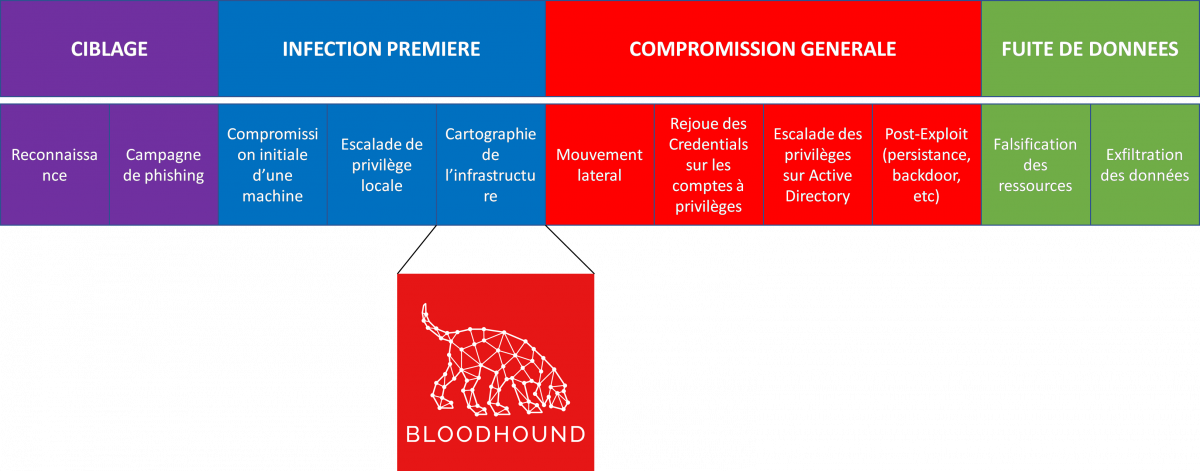 CIBLAGE
INFECTION PREMIERE
COMPROMISSION GENERALE
FUITE DE DONNEES
Reconnaissa
nce
Campagne
de phishing
Compromissi
on initiale
d’une
machine
Escalade de
privilège
locale
Cartographie
de
l’infrastructu
re
Mouvement
lateral
Rejoue des
Credentials
sur les
comptes à
privilèges
Escalade des
privilèges
sur Active
Directory
Post-Exploit
(persistance,
backdoor,
etc)
Falsification
des
ressources
Exfiltration
des données
BLOODHOUND